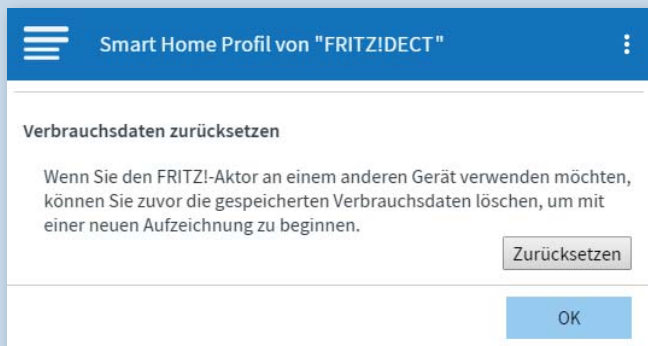 Smart Home Profil von "FRITZ!DECT"
Verbrauchsdaten zurücksetzen
Wenn Sie den FRITZ!-Aktor an einem anderen Gerät verwenden möchten,
können Sie zuvor die gespeicherten Verbrauchsdaten löschen, um mit
einer neuen Aufzeichnung zu beginnen.
Zurücksetzen
OK